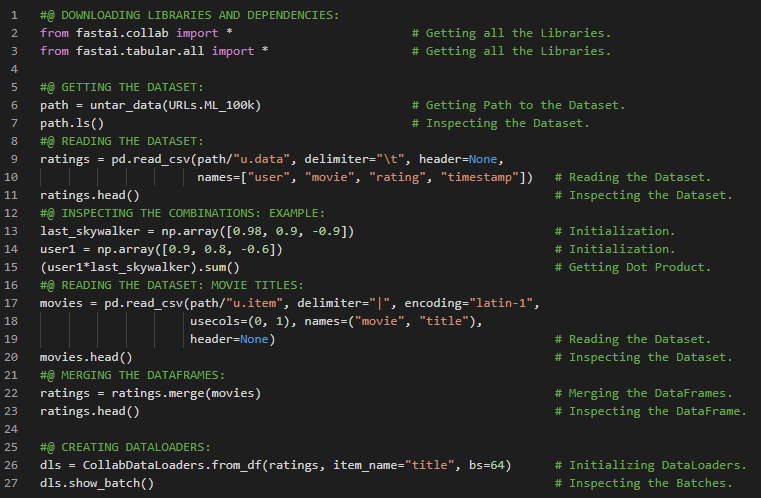 1 #@ DOWNLOADING LIBRARIES AND DEPENDENCIES:
2 from fastai.collab import * # Getting all the Libraries.
3 from fastai.tabular.all import * # Getting all the Libraries.
4
5 #@ GETTING THE DATASET:
6 path = untar_data(URLs.ML_100k) # Getting Path to the Dataset.
7 path.ls() # Inspecting the Dataset.
8 #@ READING THE DATASET:
9 ratings = pd.read_csv(path/"u.data", delimiter="\t", header=None,
10 names=["user", "movie", "rating", "timestamp"]) # Reading the Dataset.
11 ratings.head() # Inspecting the Dataset.
12 #@ INSPECTING THE COMBINATIONS: EXAMPLE:
13 last_skywalker = np.array([0.98, 0.9, -0.9]) # Initialization.
14 user1 = np.array([0.9, 0.8, -0.6]) # Initialization.
15 (user1*last_skywalker).sum() # Getting Dot Product.
16 #@ READING THE DATASET: MOVIE TITLES:
17 movies = pd.read_csv(path/"u.item", delimiter="|", encoding="latin-1",
18 usecols=(0, 1), names=("movie", "title"),
19 header=None) # Reading the Dataset.
20 movies.head() # Inspecting the Dataset.
21 #@ MERGING THE DATAFRAMES:
22 ratings = ratings.merge(movies) # Merging the DataFrames.
23 ratings.head() # Inspecting the DataFrame.
24
25 #@ CREATING DATALOADERS:
26 dls = CollabDataLoaders.from_df(ratings, item_name="title", bs=64) # Initializing DataLoaders.
27 dls.show_batch() # Inspecting the Batches.